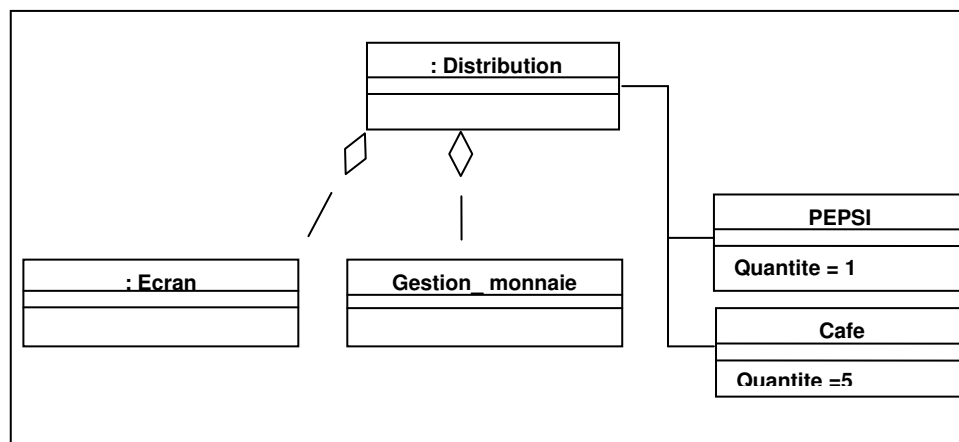 : Distribution
PEPSI
Quantite = 1
: Ecran
Gestion_ monnaie
Cafe
Quantite =5